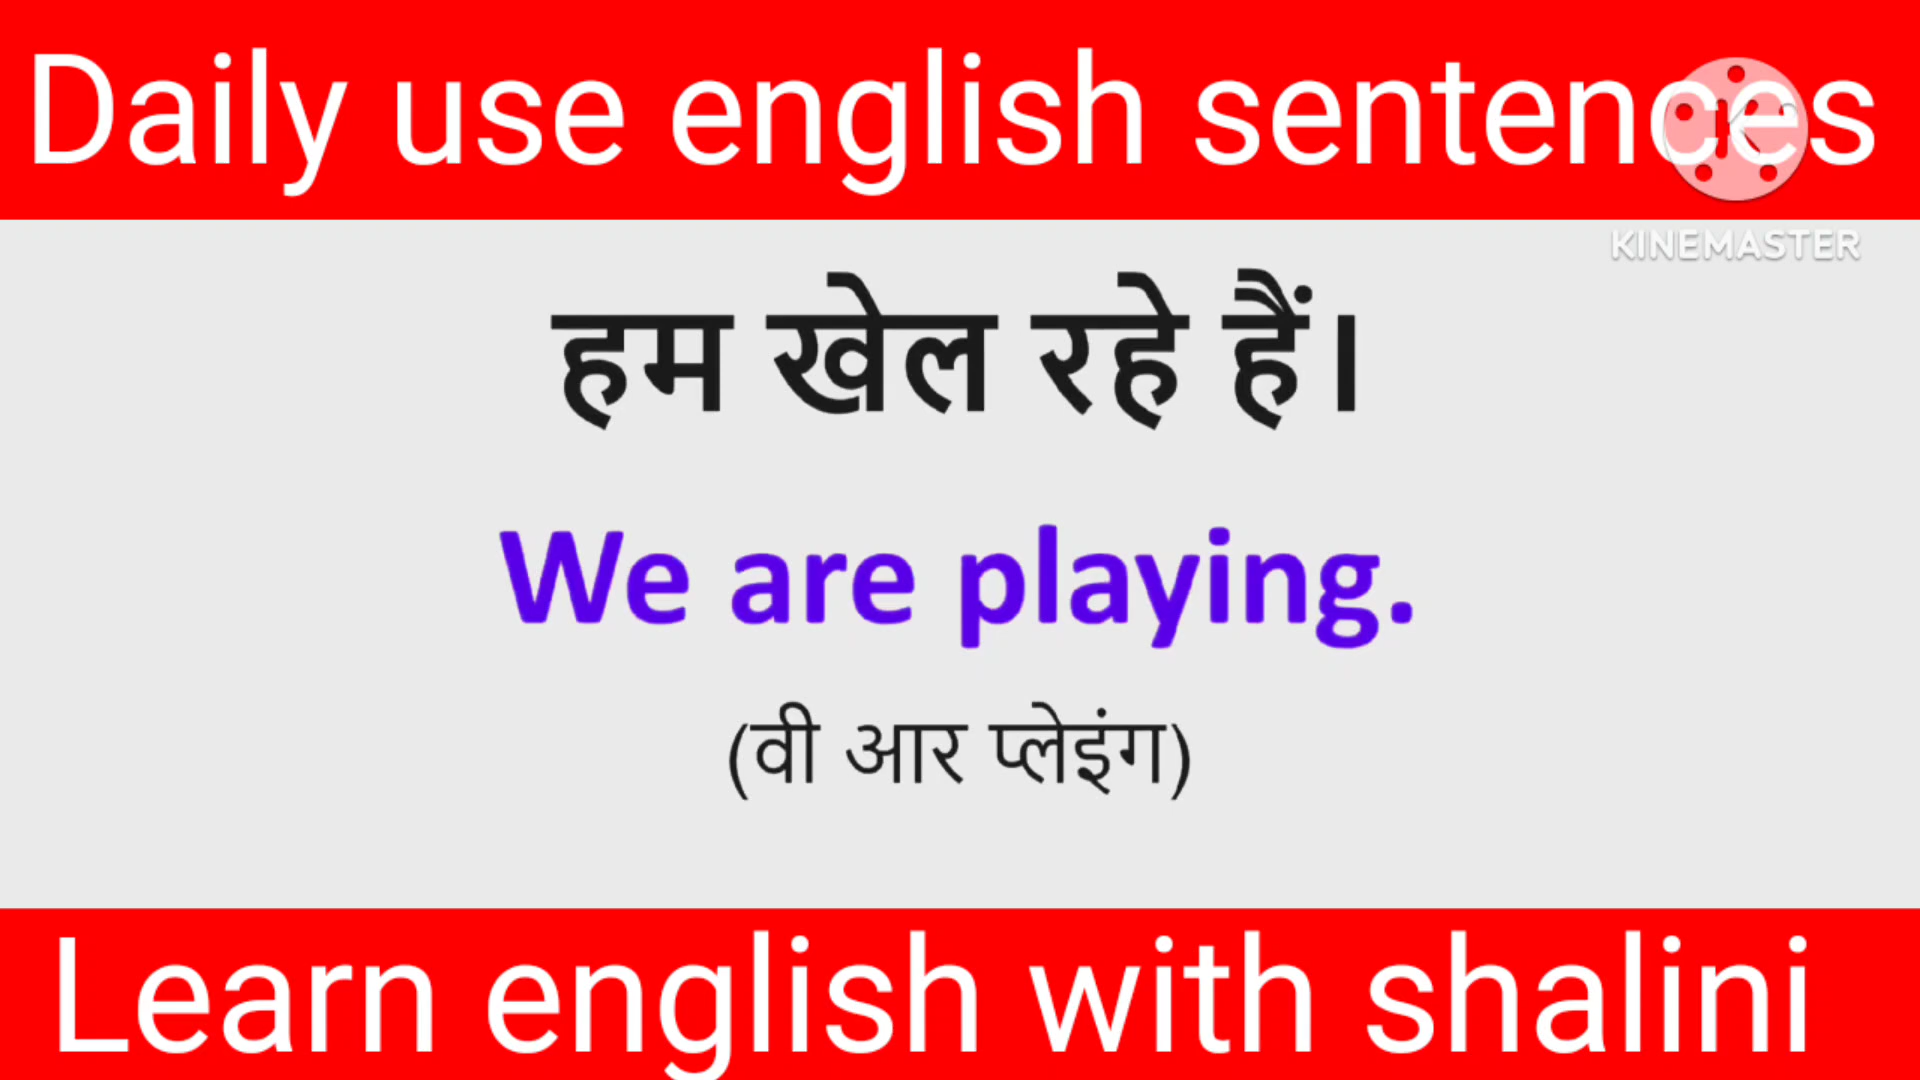 Daily use english sentences
KINEMASTER
हम खेल रहे हैं।
We are playing.
(वी आर प्लेइंग)
Learn english with shalini